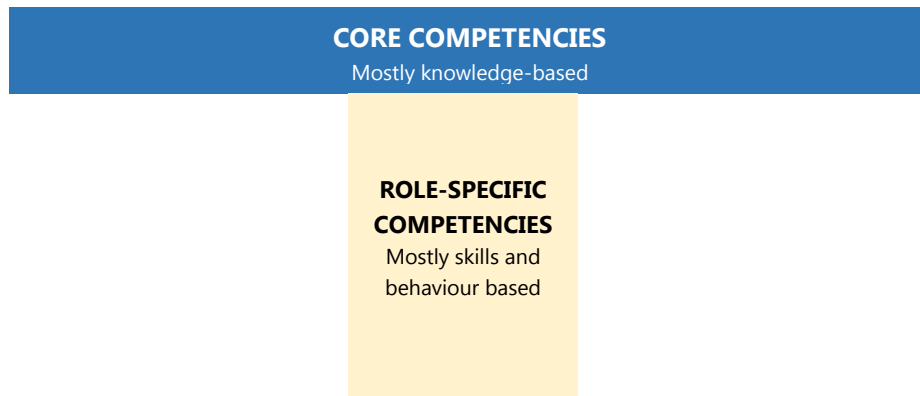 CORE COMPETENCIES
Mostly knowledge-based
ROLE-SPECIFIC
COMPETENCIES
Mostly skills and
behaviour based